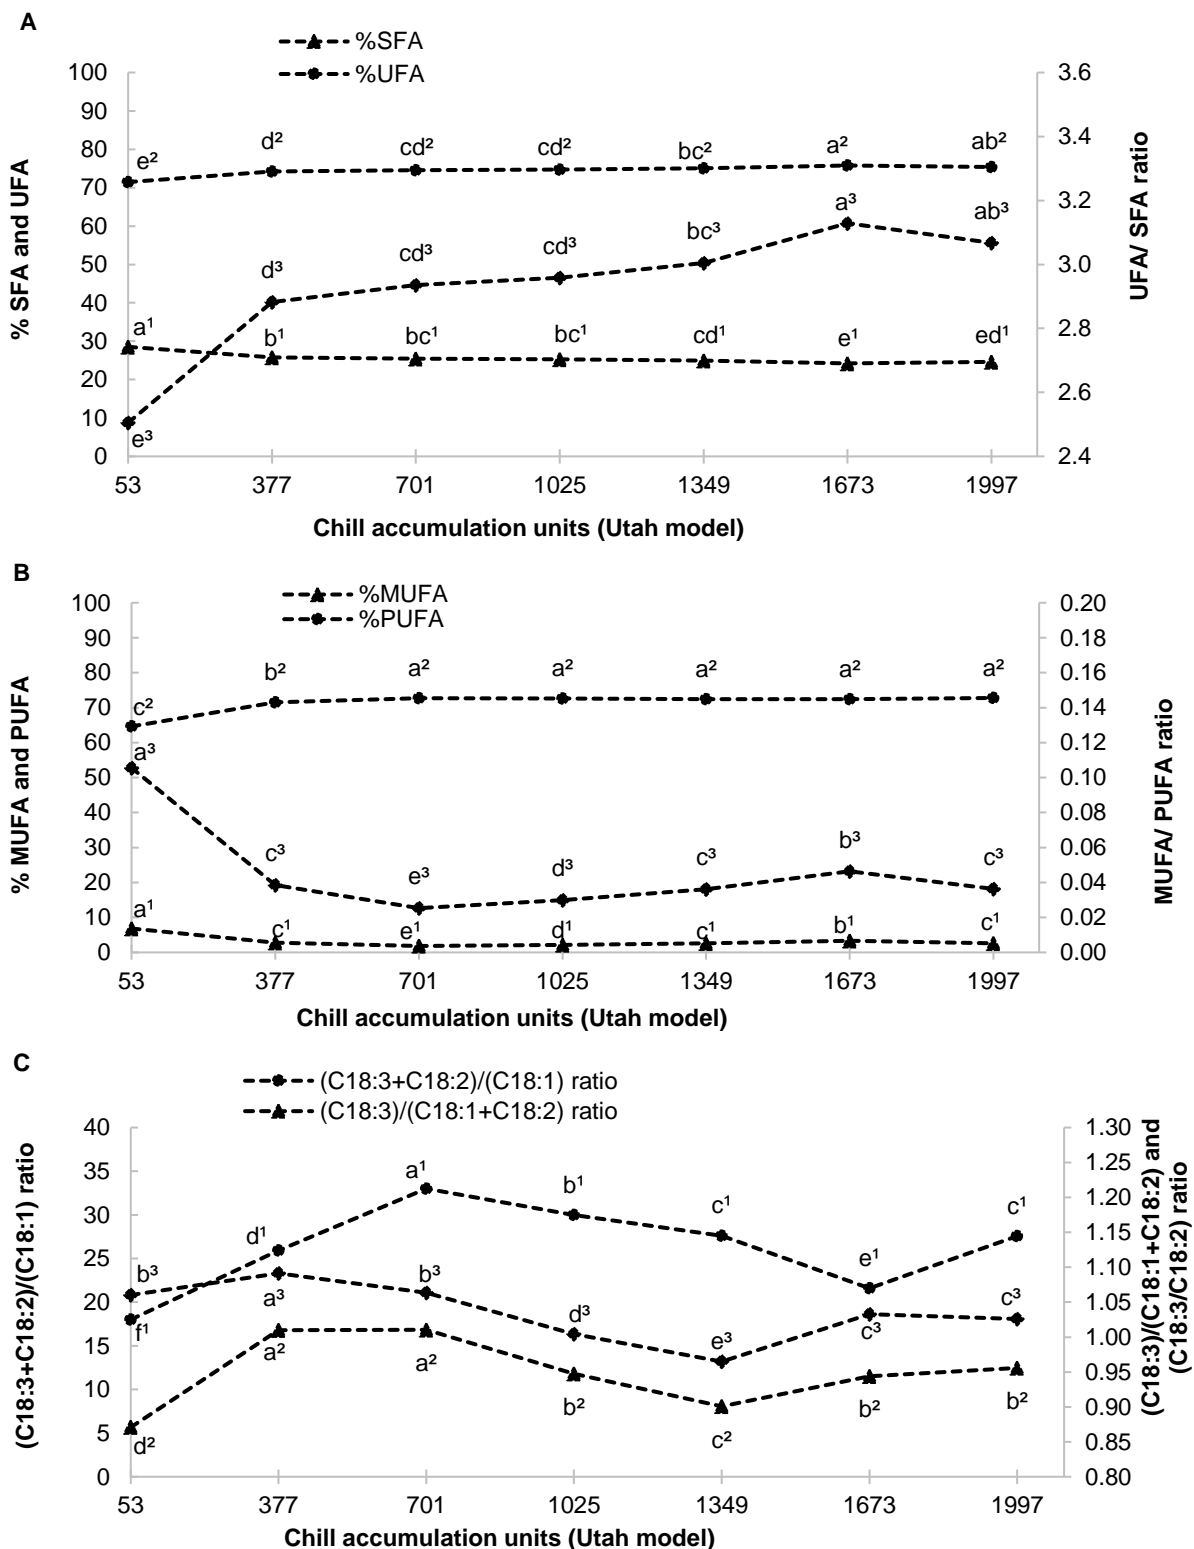 A
%SFA
%UFA
100
90
80
70
60
50
40
30
20
10
0
% SFA and UFA
3.6
3.4
3.2
3.0
2.8
2.6
2.4
UFA/ SFA ratio
e² d² cd² cd² bc² a² ab²
e³ d³ cd³ cd³ bc³ a³ ab³
a¹ b¹ bc¹ bc¹ cd¹ e¹ ed¹
53 377 701 1025 1349 1673 1997
Chill accumulation units (Utah model)
B
%MUFA
%PUFA
100
90
80
70
60
50
40
30
20
10
0
% MUFA and PUFA
0.20
0.18
0.16
0.14
0.12
0.10
0.08
0.06
0.04
0.02
0.00
MUFA/ PUFA ratio
c² b² a² a² a² a² a²
a³ c³ e³ d³ c³ b³ c³
a¹ c¹ e¹ d¹ c¹ b¹ c¹
53 377 701 1025 1349 1673 1997
Chill accumulation units (Utah model)
C
(C18:3+C18:2)/(C18:1) ratio
(C18:3)/(C18:1+C18:2) ratio
40
35
30
25
20
15
10
5
0
(C18:3+C18:2)/(C18:1) ratio
1.30
1.25
1.20
1.15
1.10
1.05
1.00
0.95
0.90
0.85
0.80
(C18:3)/(C18:1+C18:2) and
(C18:3/C18:2) ratio
f¹ d¹ a¹ b¹ c¹ e¹ c¹
b³ a³ b³ d³ e³ c³ c³
d² a² a² b² c² b² b²
53 377 701 1025 1349 1673 1997
Chill accumulation units (Utah model)